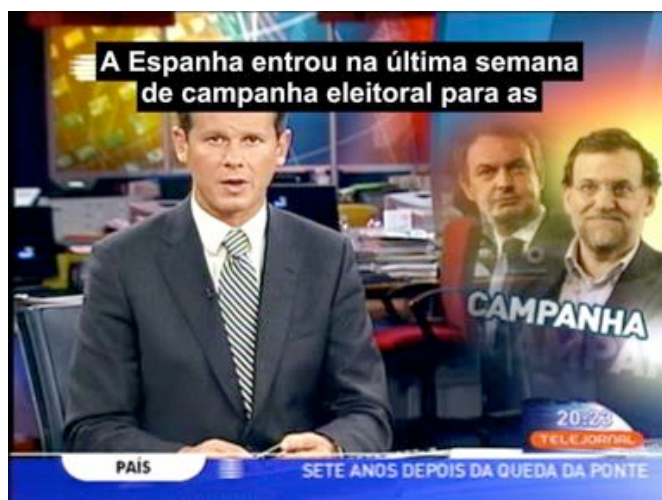 A Espanha entrou na última semana
de campanha eleitoral para as
CAMPANHA
20:23
TELEJORNAL
PAÍS
SETE ANOS DEPOIS DA QUEDA DA PONTE